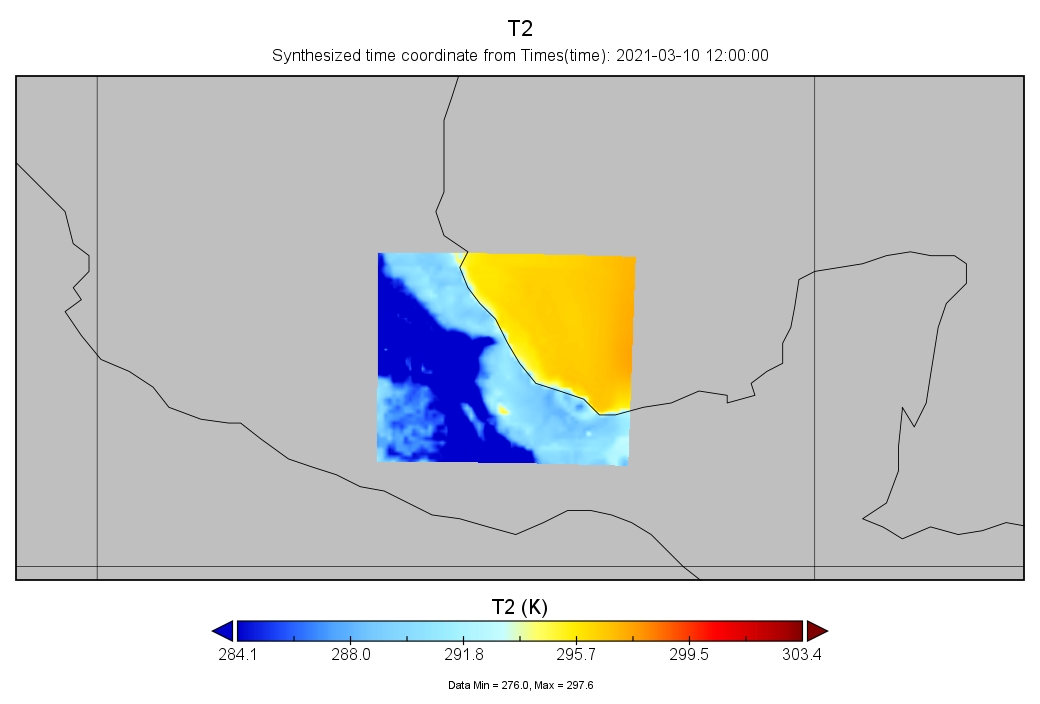 T2
Synthesized time coordinate from Times(time): 2021-03-10 12:00:00
T2 (K)
284.1 288.0 291.8 295.7 299.5 303.4
Data Min = 276.0, Max = 297.6